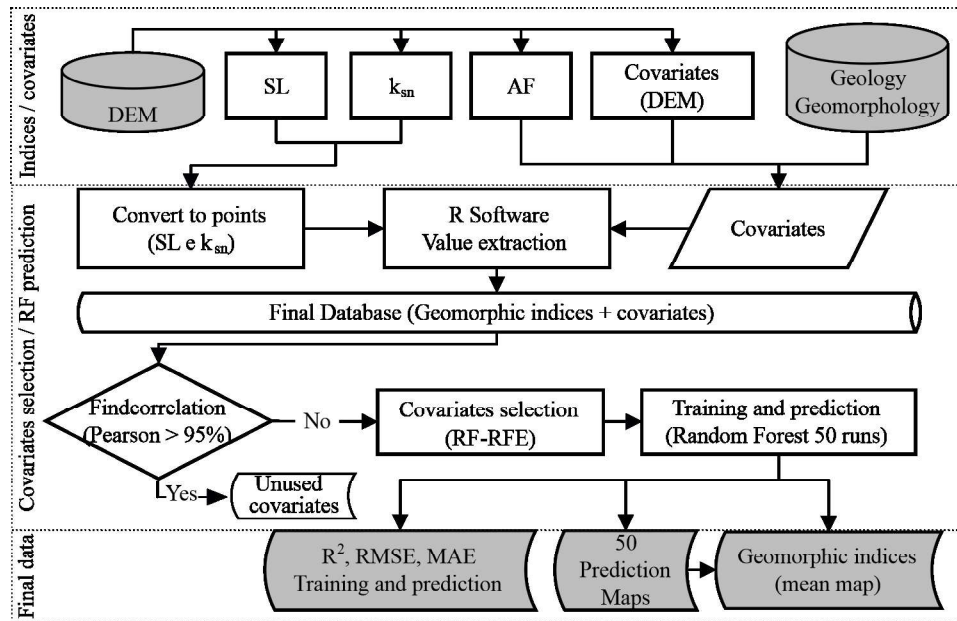 Indices / covariates
DEM
SL
k_sn
AF
Covariates
(DEM)
Geology
Geomorphology
Covariates selection / RF prediction
Convert to points
(SL e k_sn)
R Software
Value extraction
Covariates
Final Database (Geomorphic indices + covariates)
Findcorrelation
(Pearson > 95%)
No
Covariates selection
(RF-RFE)
Training and prediction
(Random Forest 50 runs)
Yes
Unused
covariates
Final data
R², RMSE, MAE
Training and prediction
50
Prediction
Maps
Geomorphic indices
(mean map)